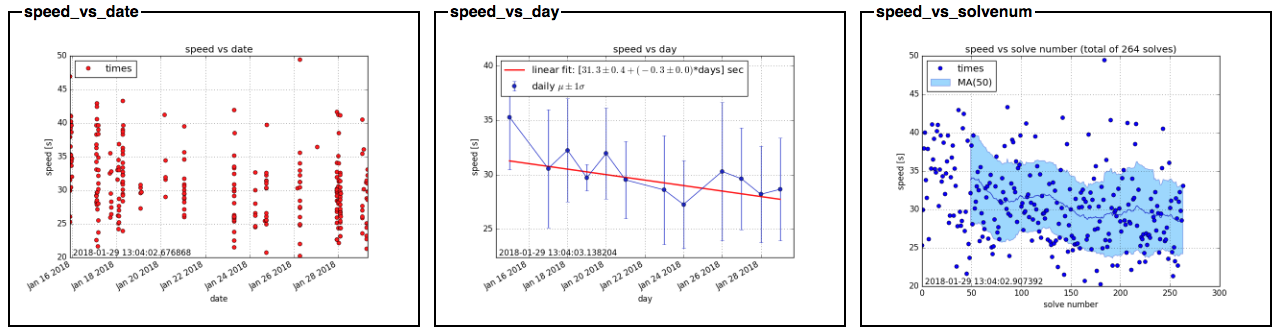 speed_vs_date
speed vs date
50
45
40
35
30
25
20
speed [s]
times
2018-01-29 13:04:02.676868
Jan 16 2018
Jan 18 2018
Jan 20 2018
Jan 22 2018
Jan 24 2018
Jan 26 2018
Jan 28 2018
date
speed_vs_day
speed vs day
40
35
30
25
speed [s]
linear fit: [31.3 ± 0.4 + (−0.3 ± 0.0)*days] sec
daily μ ± 1σ
2018-01-29 13:04:03.138204
Jan 16 2018
Jan 18 2018
Jan 20 2018
Jan 22 2018
Jan 24 2018
Jan 26 2018
Jan 28 2018
day
speed_vs_solvenum
speed vs solve number (total of 264 solves)
50
45
40
35
30
25
20
speed [s]
times
MA(50)
2018-01-29 13:04:02.907392
0 50 100 150 200 250 300
solve number